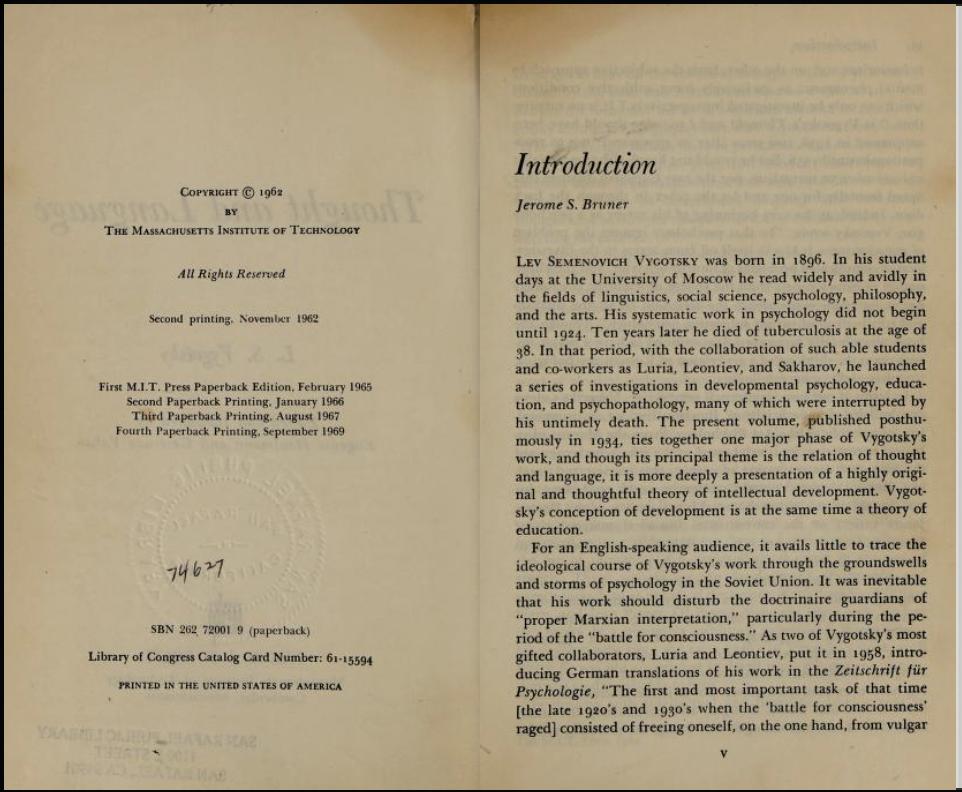 COPYRIGHT © 1962
BY
THE MASSACHUSETTS INSTITUTE OF TECHNOLOGY
All Rights Reserved
Second printing, November 1962
First M.I.T. Press Paperback Edition, February 1965
Second Paperback Printing, January 1966
Third Paperback Printing, August 1967
Fourth Paperback Printing, September 1969
74627
SBN 262 72001 9 (paperback)
Library of Congress Catalog Card Number: 61-15594
PRINTED IN THE UNITED STATES OF AMERICA
SAN RAFAEL PUBLIC LIBRARY
Introduction
Jerome S. Bruner
LEV SEMENOVICH VYGOTSKY was born in 1896. In his student
days at the University of Moscow he read widely and avidly in
the fields of linguistics, social science, psychology, philosophy,
and the arts. His systematic work in psychology did not begin
until 1924. Ten years later he died of tuberculosis at the age of
38. In that period, with the collaboration of such able students
and co-workers as Luria, Leontiev, and Sakharov, he launched
a series of investigations in developmental psychology, educa-
tion, and psychopathology, many of which were interrupted by
his untimely death. The present volume, published posthu-
mously in 1934, ties together one major phase of Vygotsky's
work, and though its principal theme is the relation of thought
and language, it is more deeply a presentation of a highly origi-
nal and thoughtful theory of intellectual development. Vygot-
sky's conception of development is at the same time a theory of
education.
For an English-speaking audience, it avails little to trace the
ideological course of Vygotsky's work through the groundswells
and storms of psychology in the Soviet Union. It was inevitable
that his work should disturb the doctrinaire guardians of
"proper Marxian interpretation," particularly during the pe-
riod of the "battle for consciousness." As two of Vygotsky's most
gifted collaborators, Luria and Leontiev, put it in 1958, intro-
ducing German translations of his work in the Zeitschrift für
Psychologie, "The first and most important task of that time
[the late 1920's and 1930's when the 'battle for consciousness'
raged] consisted of freeing oneself, on the one hand, from vulgar
v